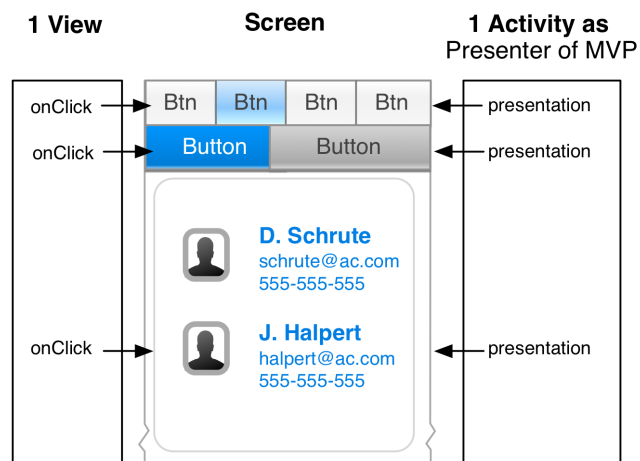 1 View
Screen
1 Activity as
Presenter of MVP
onClick
Btn Btn Btn Btn
presentation
onClick
Button Button
presentation
D. Schrute
schrute@ac.com
555-555-555
onClick
J. Halpert
halpert@ac.com
555-555-555
presentation